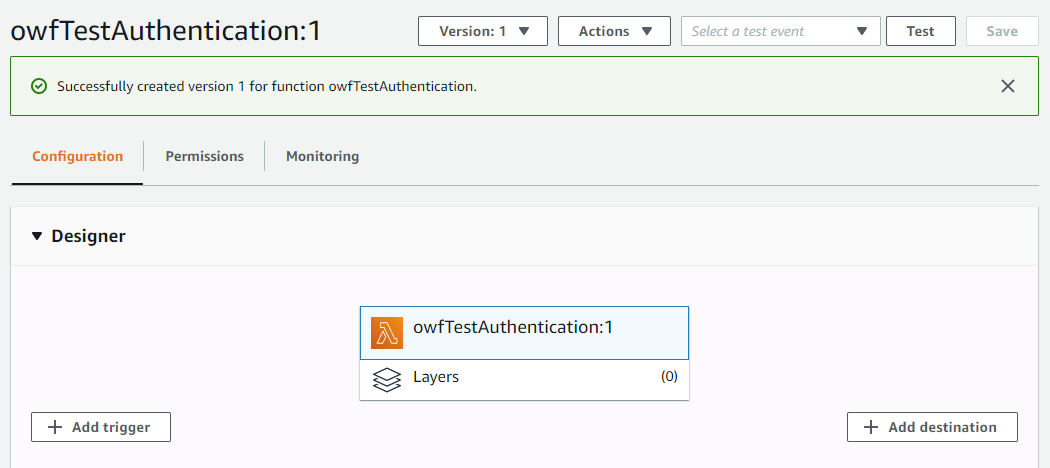 owfTestAuthentication:1
Version: 1
Actions
Select a test event
Test
Save
Successfully created version 1 for function owfTestAuthentication.
Configuration
Permissions
Monitoring
Designer
owfTestAuthentication:1
Layers
(0)
Add trigger
Add destination